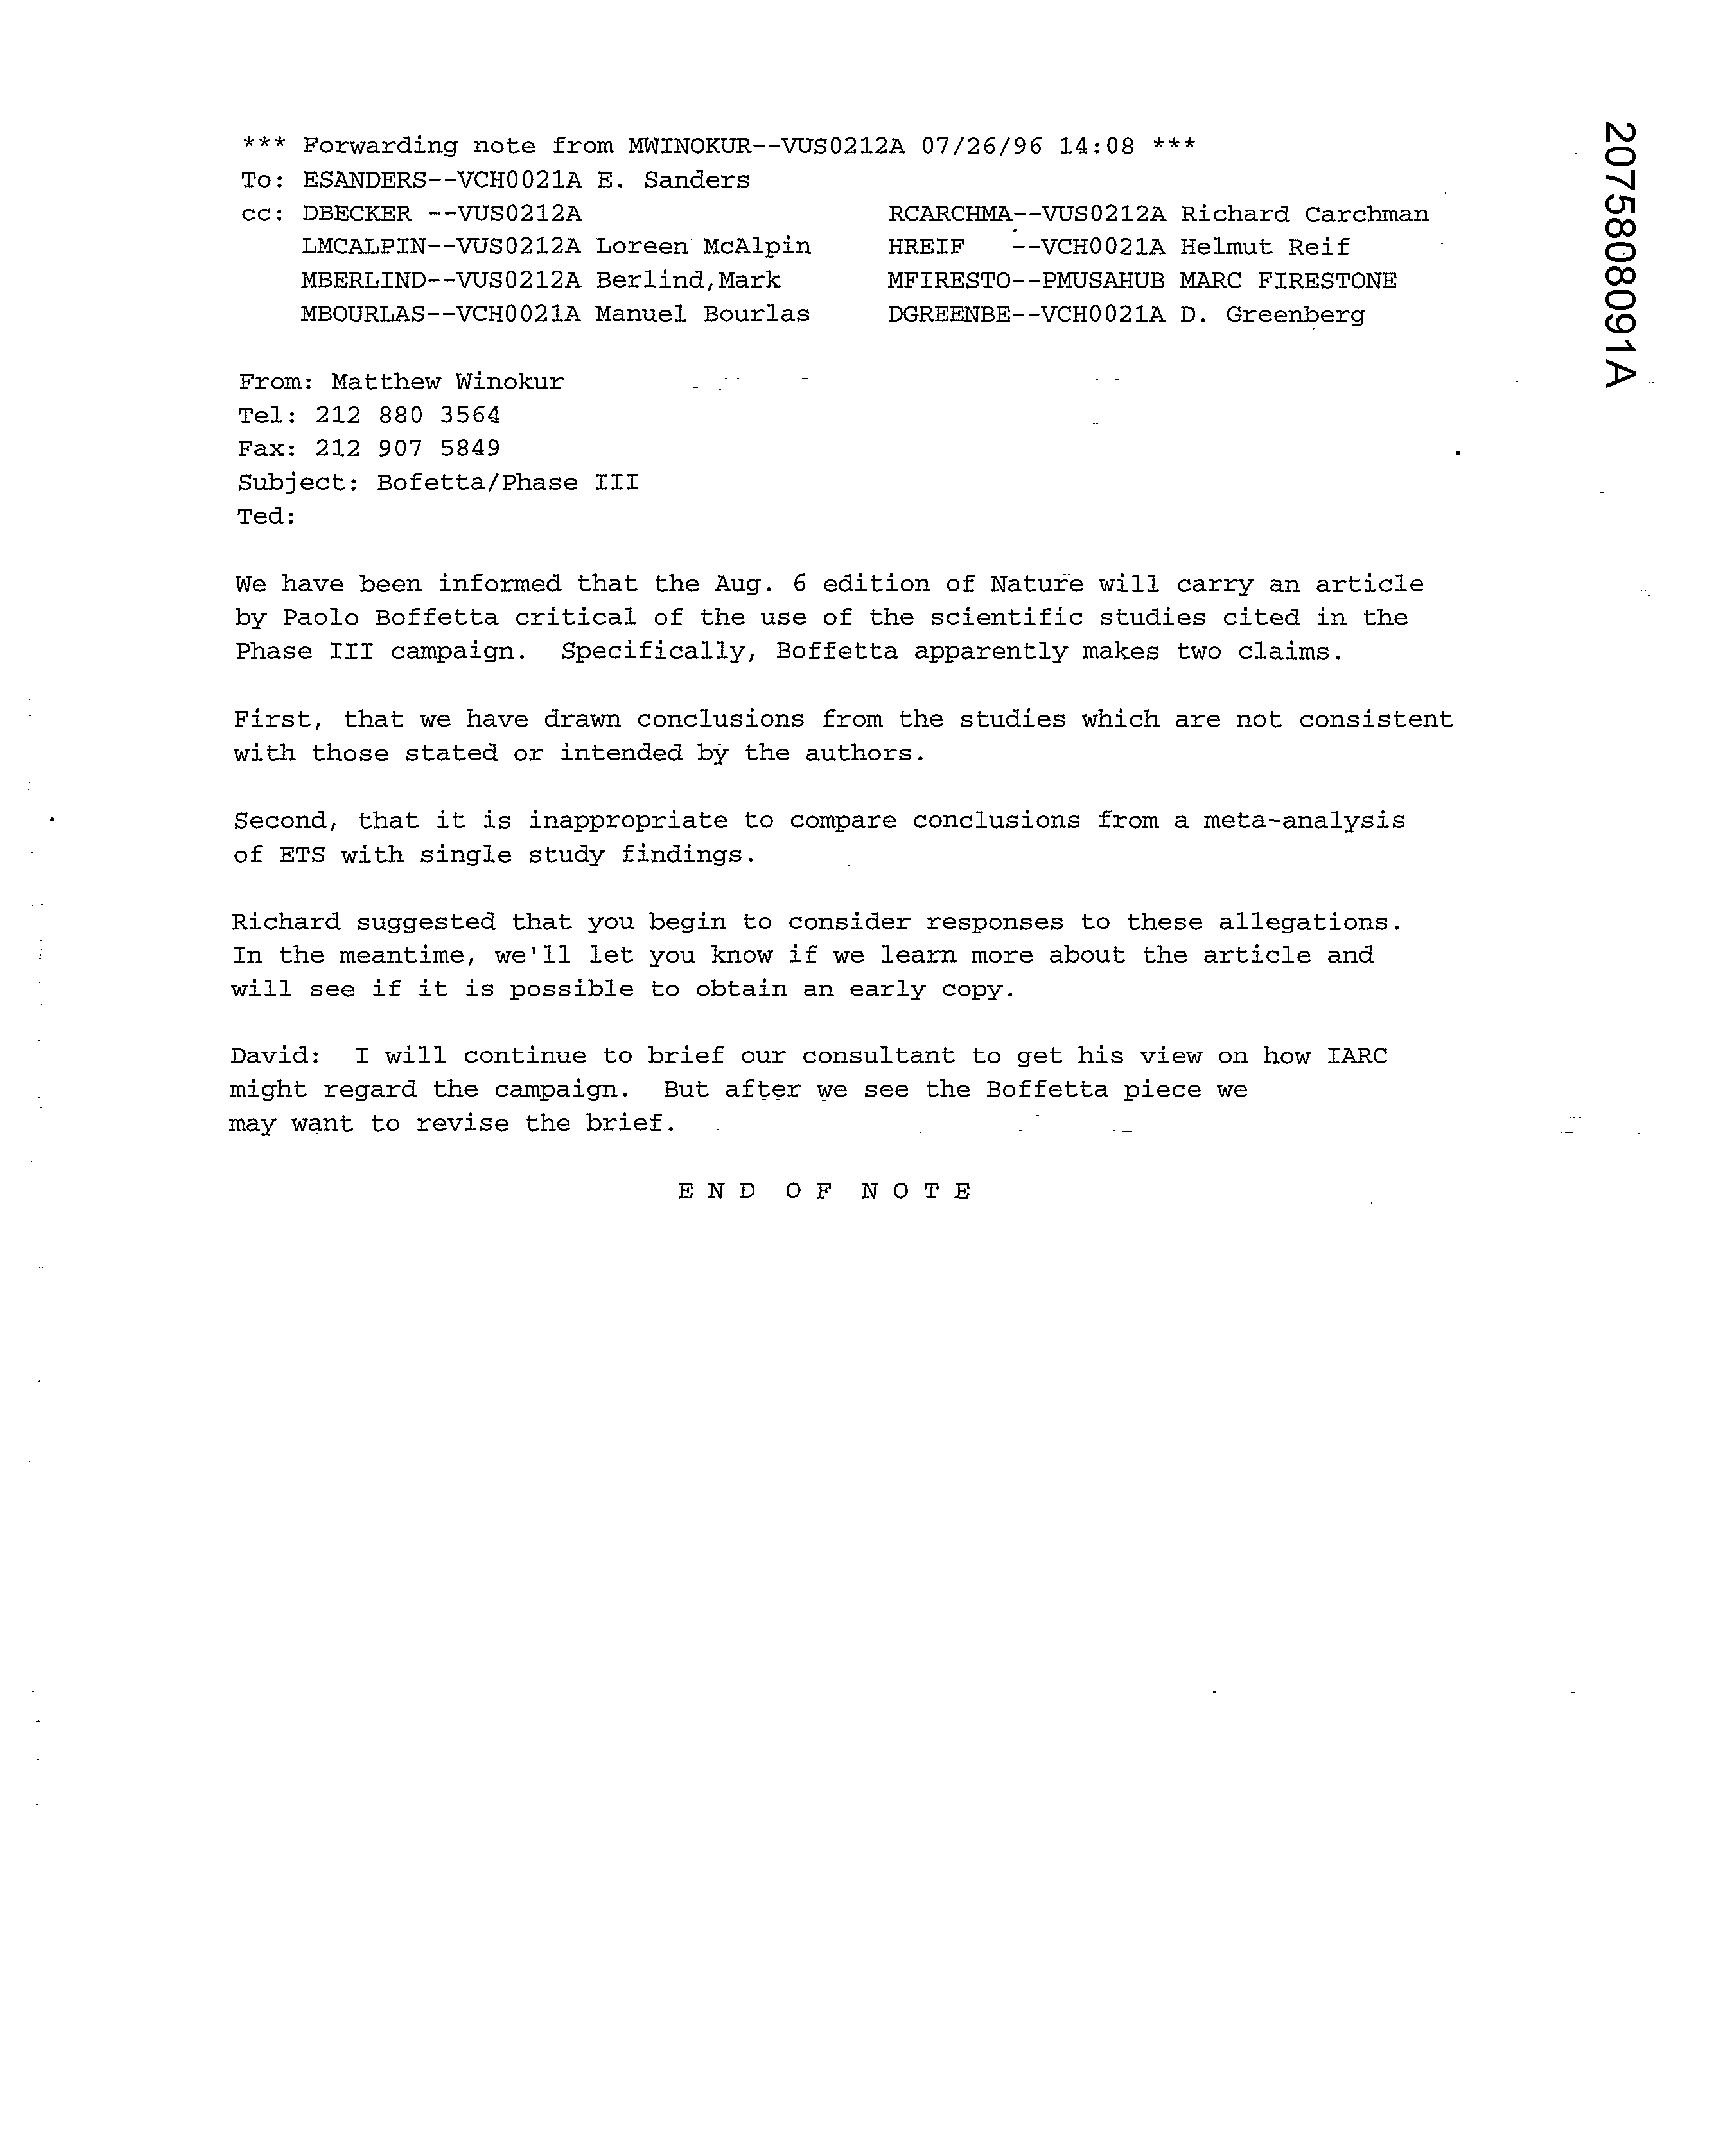 *** Forwarding note from MWINOKUR--VUS0212A 07/26/96 14:08 ***
To: ESANDERS--VCH0021A E. Sanders
cc: DBECKER --VUS0212A RCARCHMA--VUS0212A Richard Carchman
LMCALPIN--VUS0212A Loreen McAlpin HREIF --VCH0021A Helmut Reif
MBERLIND--VUS0212A Berlind,Mark MFIRESTO--PMUSAHUB MARC FIRESTONE
MBOURLAS--VCH0021A Manuel Bourlas DGREENBE--VCH0021A D. Greenberg
From: Matthew Winokur
Tel: 212 880 3564
Fax: 212 907 5849
Subject: Bofetta/Phase III
Ted:
We have been informed that the Aug. 6 edition of Nature will carry an article
by Paolo Boffetta critical of the use of the scientific studies cited in the
Phase III campaign. Specifically, Boffetta apparently makes two claims.
First, that we have drawn conclusions from the studies which are not consistent
with those stated or intended by the authors.
Second, that it is inappropriate to compare conclusions from a meta-analysis
of ETS with single study findings.
Richard suggested that you begin to consider responses to these allegations.
In the meantime, we'll let you know if we learn more about the article and
will see if it is possible to obtain an early copy.
David: I will continue to brief our consultant to get his view on how IARC
might regard the campaign. But after we see the Boffetta piece we
may want to revise the brief.
E N D O F N O T E
2075808091A